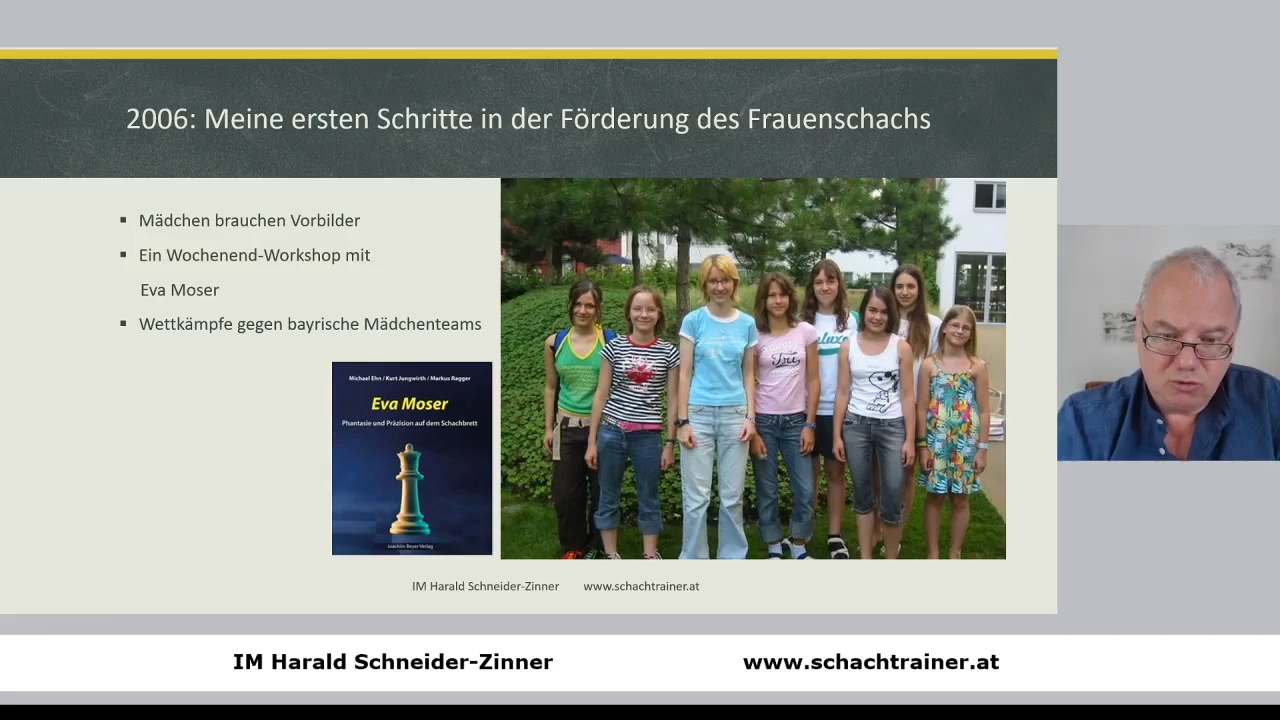 2006: Meine ersten Schritte in der Förderung des Frauenschachs
▪ Mädchen brauchen Vorbilder
▪ Ein Wochenend-Workshop mit
Eva Moser
▪ Wettkämpfe gegen bayrische Mädchenteams
Michael Ehn / Kurt Jungwirth / Markus Ragger
Eva Moser
Phantasie und Präzision auf dem Schachbrett
Joachim Beyer Verlag
IM Harald Schneider-Zinner www.schachtrainer.at
IM Harald Schneider-Zinner www.schachtrainer.at